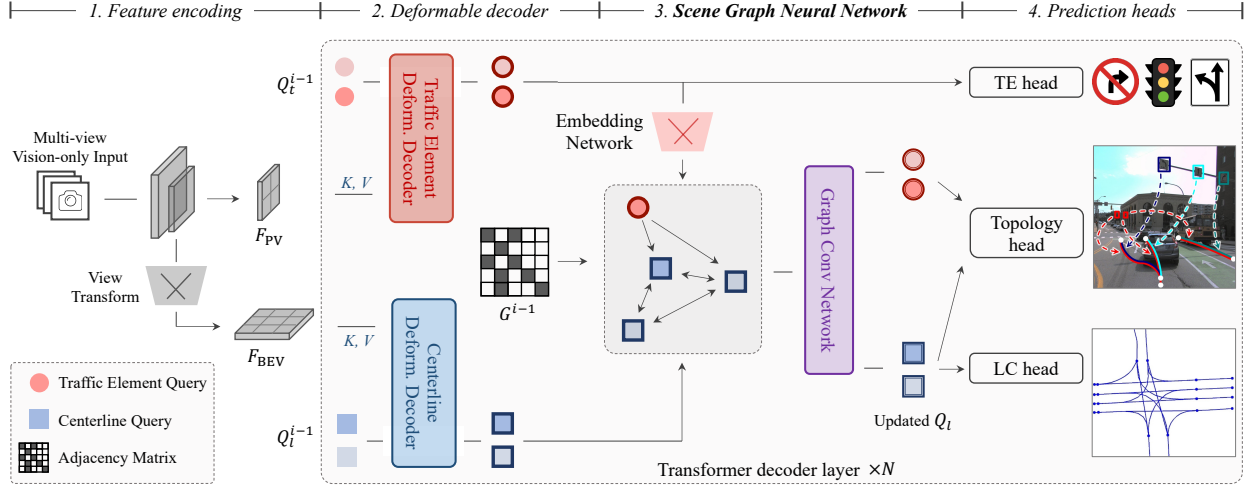 1. Feature encoding
2. Deformable decoder
3. Scene Graph Neural Network
4. Prediction heads
Multi-view
Vision-only Input
F_PV
View
Transform
F_BEV
Traffic Element Query
Centerline Query
Adjacency Matrix
Q_t^{i-1}
Traffic Element
Deform. Decoder
K, V
K, V
Centerline
Deform. Decoder
Q_l^{i-1}
G^{i-1}
Embedding
Network
Graph Conv Network
Updated Q_l
TE head
Topology
head
LC head
Transformer decoder layer ×N